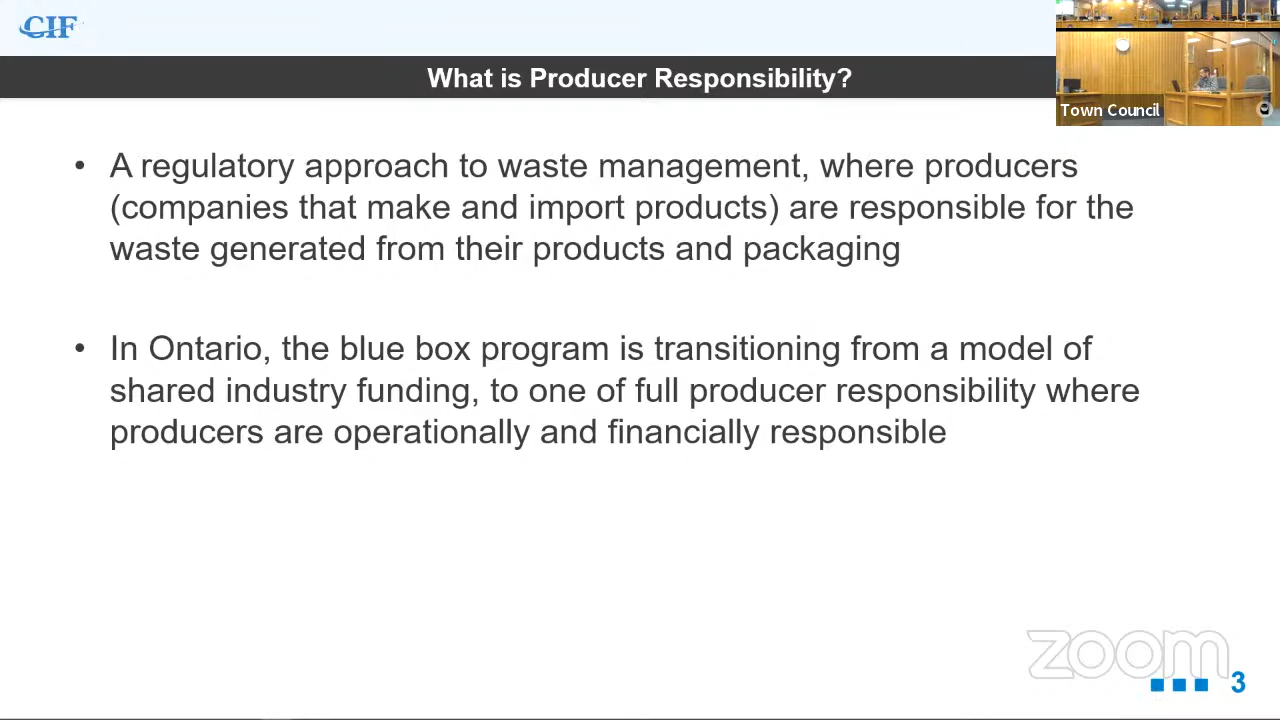 CIF
What is Producer Responsibility?
Town Council
• A regulatory approach to waste management, where producers
(companies that make and import products) are responsible for the
waste generated from their products and packaging
• In Ontario, the blue box program is transitioning from a model of
shared industry funding, to one of full producer responsibility where
producers are operationally and financially responsible
zoom
3